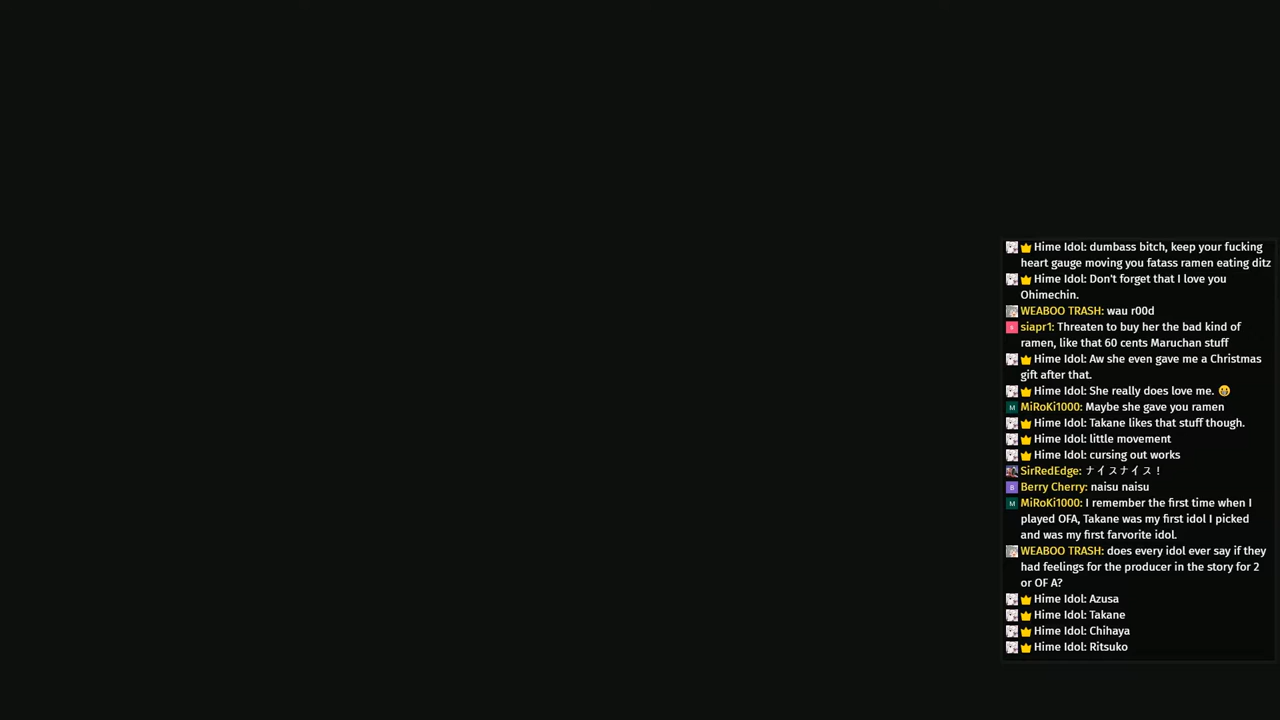 Hime Idol: dumbass bitch, keep your fucking
heart gauge moving you fatass ramen eating ditz
Hime Idol: Don't forget that I love you
Ohimechin.
WEABOO TRASH: wau r00d
siapr1: Threaten to buy her the bad kind of
ramen, like that 60 cents Maruchan stuff
Hime Idol: Aw she even gave me a Christmas
gift after that.
Hime Idol: She really does love me. 😀
M MiRoKi1000: Maybe she gave you ramen
Hime Idol: Takane likes that stuff though.
Hime Idol: little movement
Hime Idol: cursing out works
SirRedEdge: ナイスナイス！
B Berry Cherry: naisu naisu
M MiRoKi1000: I remember the first time when I
played OFA, Takane was my first idol I picked
and was my first farvorite idol.
WEABOO TRASH: does every idol ever say if they
had feelings for the producer in the story for 2
or OF A?
Hime Idol: Azusa
Hime Idol: Takane
Hime Idol: Chihaya
Hime Idol: Ritsuko